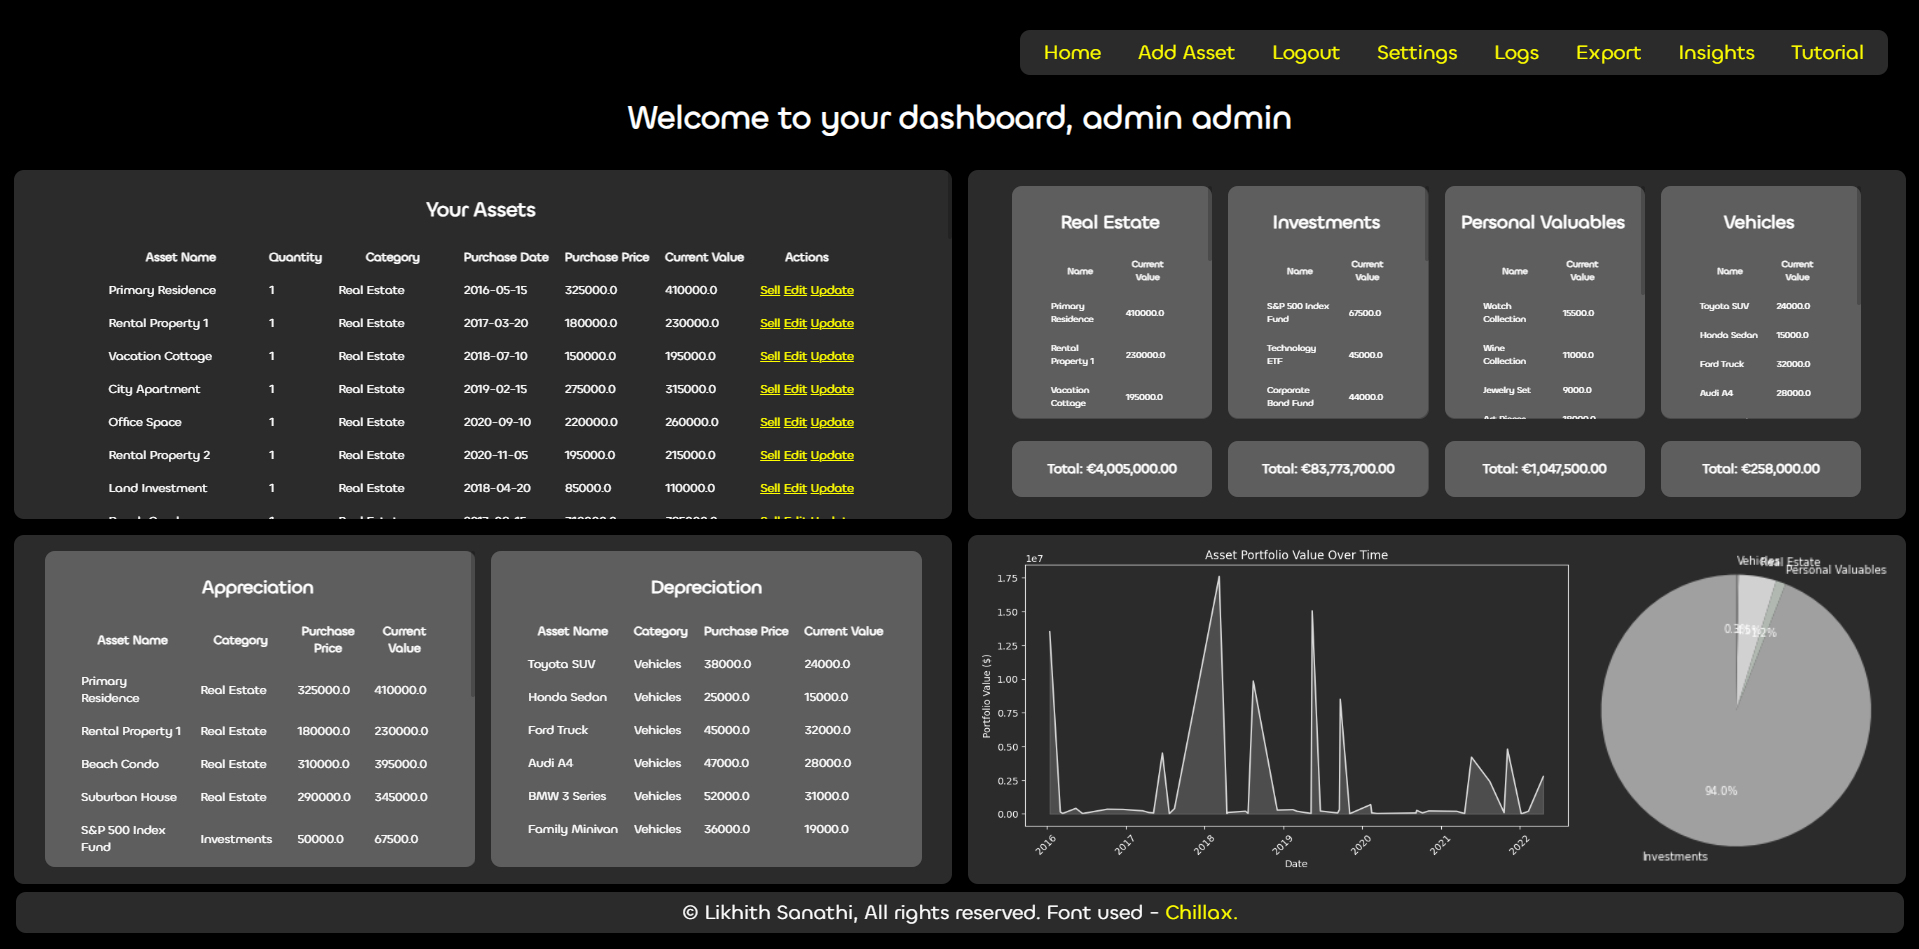 Home Add Asset Logout Settings Logs Export Insights Tutorial
Welcome to your dashboard, admin admin
Your Assets
Asset Name Quantity Category Purchase Date Purchase Price Current Value Actions
Primary Residence 1 Real Estate 2016-05-15 325000.0 410000.0 Sell Edit Update
Rental Property 1 1 Real Estate 2017-03-20 180000.0 230000.0 Sell Edit Update
Vacation Cottage 1 Real Estate 2018-07-10 150000.0 195000.0 Sell Edit Update
City Apartment 1 Real Estate 2019-02-15 275000.0 315000.0 Sell Edit Update
Office Space 1 Real Estate 2020-09-10 220000.0 260000.0 Sell Edit Update
Rental Property 2 1 Real Estate 2020-11-05 195000.0 215000.0 Sell Edit Update
Land Investment 1 Real Estate 2018-04-20 85000.0 110000.0 Sell Edit Update
Real Estate
Name Current
Value
Primary
Residence 410000.0
Rental
Property 1 230000.0
Vacation
Cottage 195000.0
Total: €4,005,000.00
Investments
Name Current
Value
S&P 500 Index
Fund 67500.0
Technology
ETF 45000.0
Corporate
Bond Fund 44000.0
Total: €83,773,700.00
Personal Valuables
Name Current
Value
Watch
Collection 15500.0
Wine
Collection 11000.0
Jewelry Set 9000.0
Total: €1,047,500.00
Vehicles
Name Current
Value
Toyota SUV 24000.0
Honda Sedan 15000.0
Ford Truck 32000.0
Audi A4 28000.0
Total: €258,000.00
Appreciation
Asset Name Category Purchase
Price Current
Value
Primary
Residence Real Estate 325000.0 410000.0
Rental Property 1 Real Estate 180000.0 230000.0
Beach Condo Real Estate 310000.0 395000.0
Suburban House Real Estate 290000.0 345000.0
S&P 500 Index
Fund Investments 50000.0 67500.0
Depreciation
Asset Name Category Purchase Price Current Value
Toyota SUV Vehicles 38000.0 24000.0
Honda Sedan Vehicles 25000.0 15000.0
Ford Truck Vehicles 45000.0 32000.0
Audi A4 Vehicles 47000.0 28000.0
BMW 3 Series Vehicles 52000.0 31000.0
Family Minivan Vehicles 36000.0 19000.0
Asset Portfolio Value Over Time
1e7
1.75
1.50
1.25
1.00
0.75
0.50
0.25
0.00
Portfolio Value ($)
2016 2017 2018 2019 2020 2021 2022
Date
Vehicles
Real Estate
Personal Valuables
94.0%
Investments
© Likhith Sanathi, All rights reserved. Font used - Chillax.